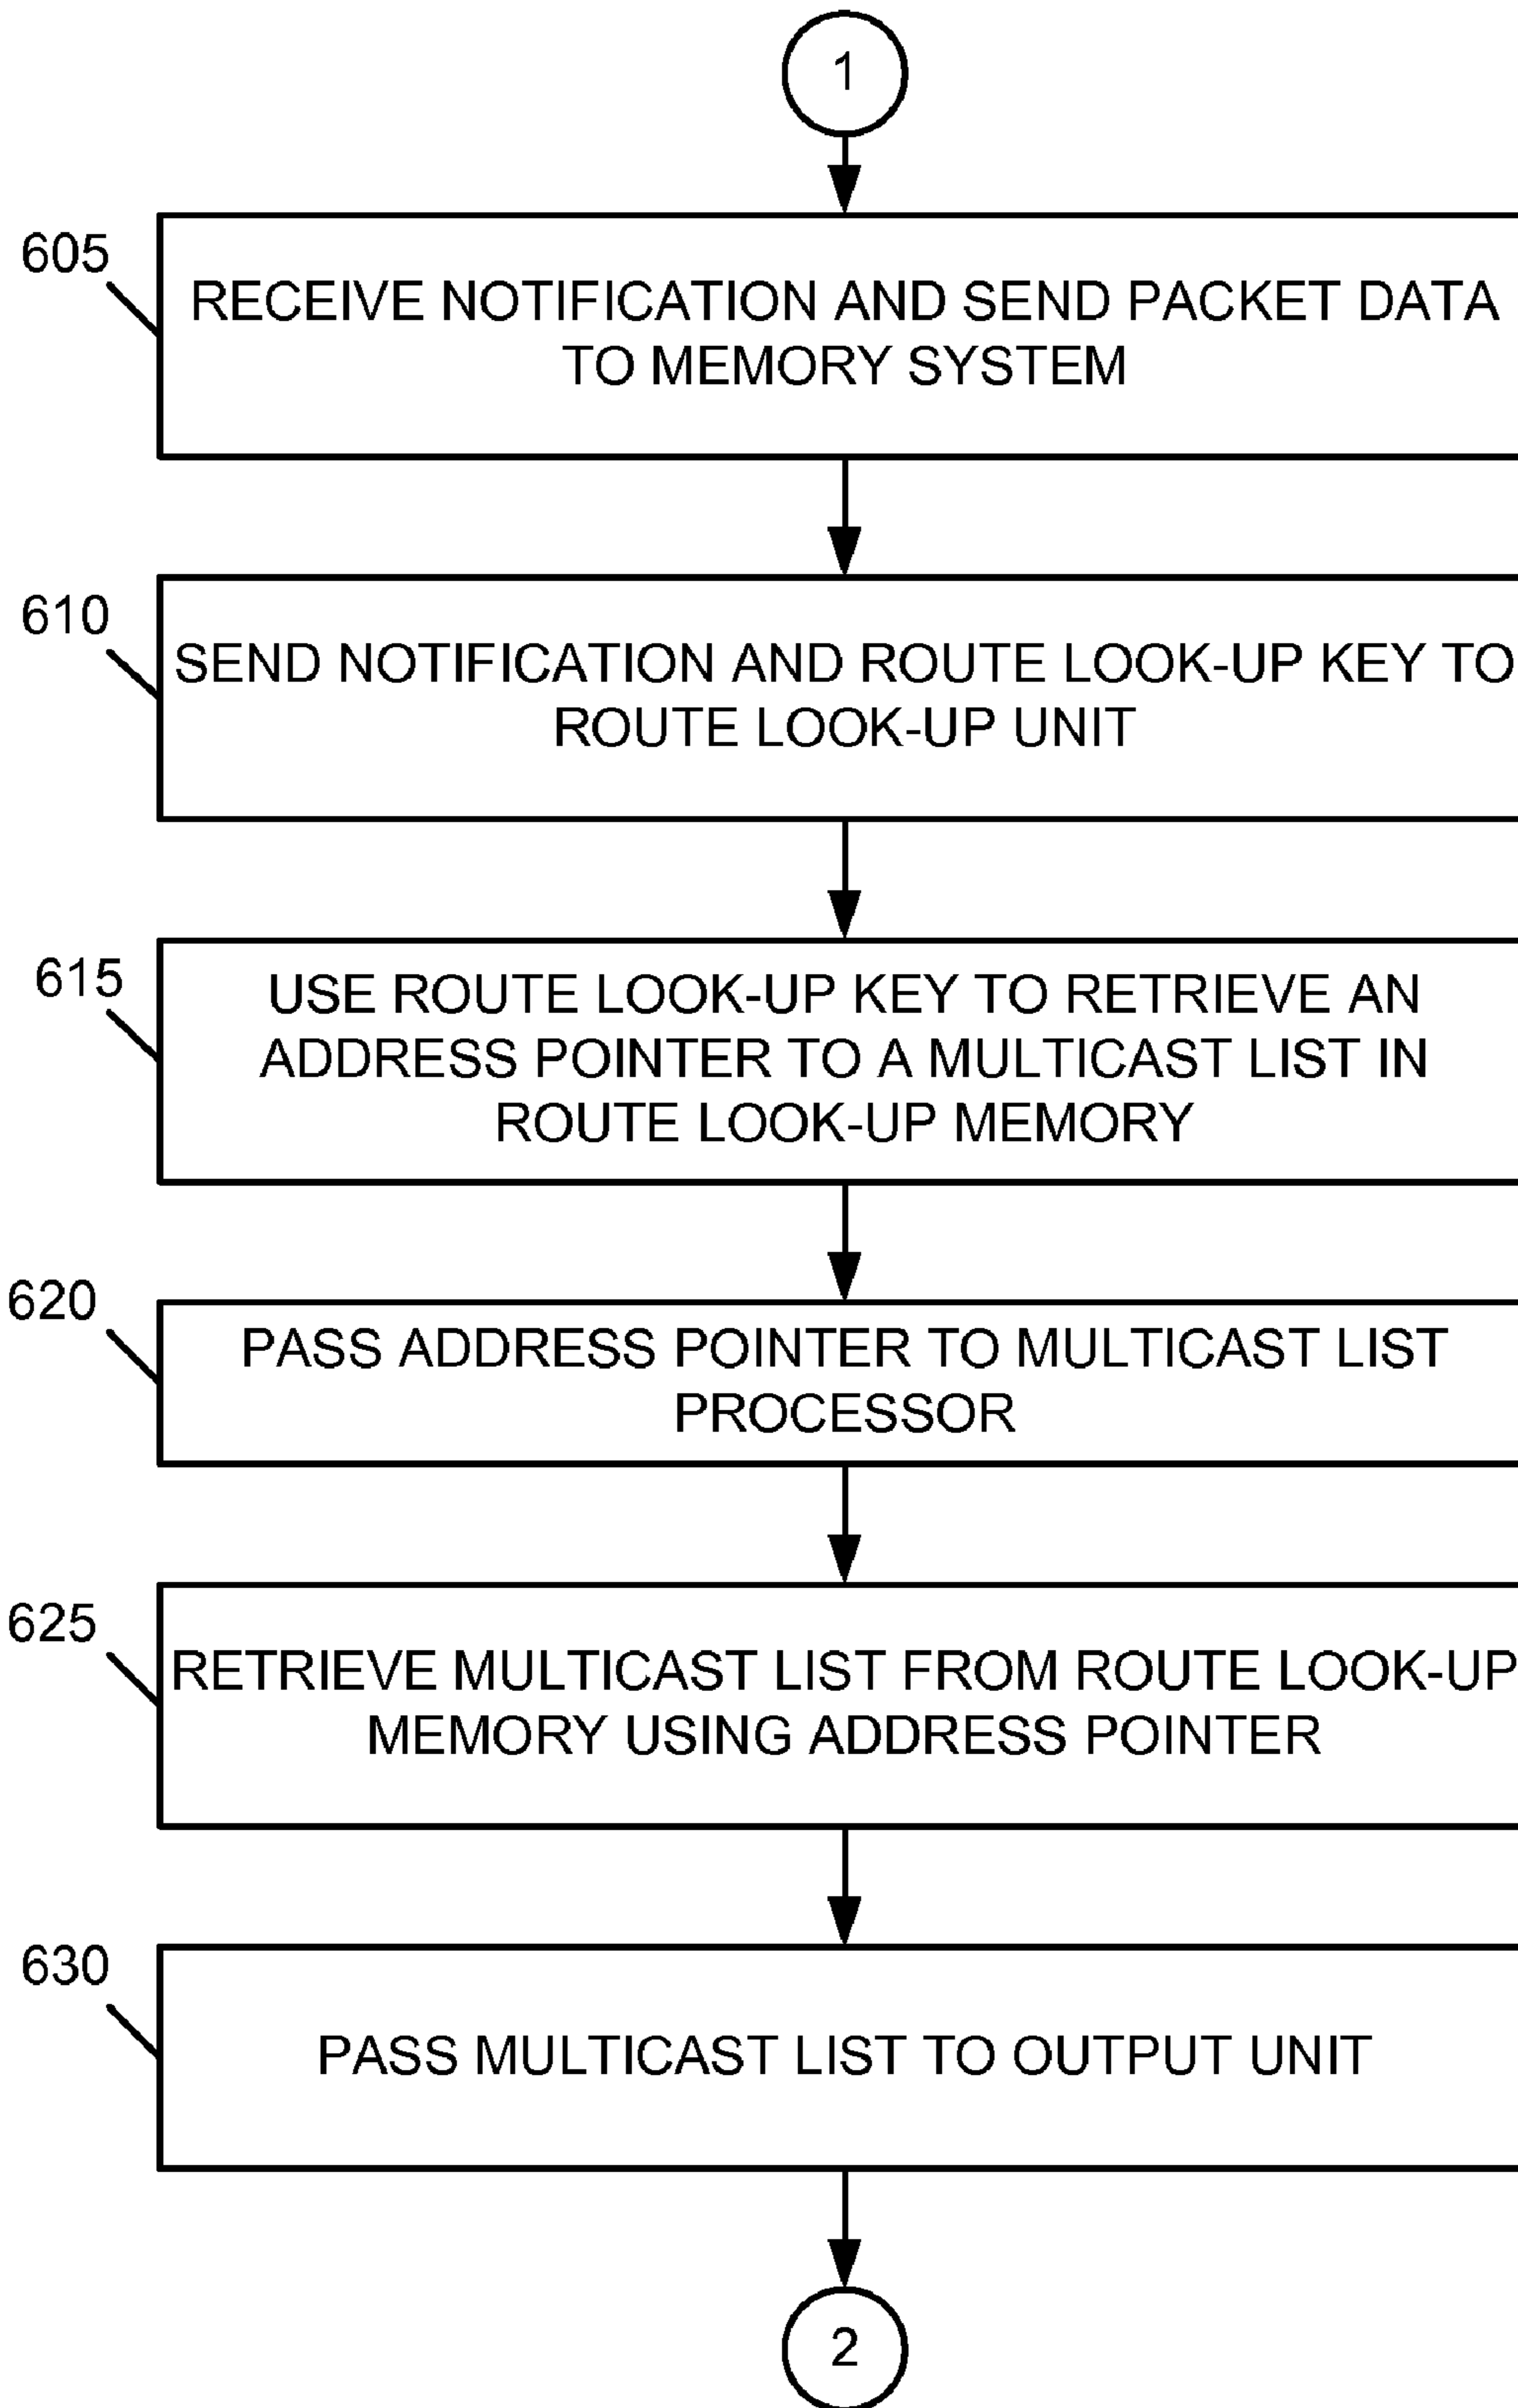 1
605
RECEIVE NOTIFICATION AND SEND PACKET DATA
TO MEMORY SYSTEM
610
SEND NOTIFICATION AND ROUTE LOOK-UP KEY TO
ROUTE LOOK-UP UNIT
615
USE ROUTE LOOK-UP KEY TO RETRIEVE AN
ADDRESS POINTER TO A MULTICAST LIST IN
ROUTE LOOK-UP MEMORY
620
PASS ADDRESS POINTER TO MULTICAST LIST
PROCESSOR
625
RETRIEVE MULTICAST LIST FROM ROUTE LOOK-UP
MEMORY USING ADDRESS POINTER
630
PASS MULTICAST LIST TO OUTPUT UNIT
2